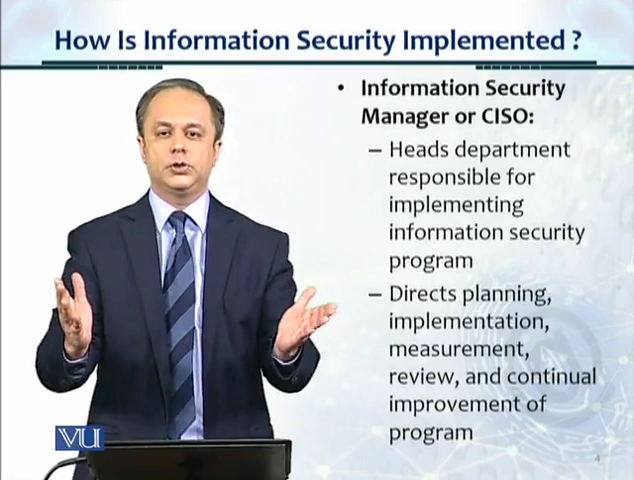 How Is Information Security Implemented ?
• Information Security
Manager or CISO:
– Heads department
responsible for
implementing
information security
program
– Directs planning,
implementation,
measurement,
review, and continual
improvement of
program
VU
4